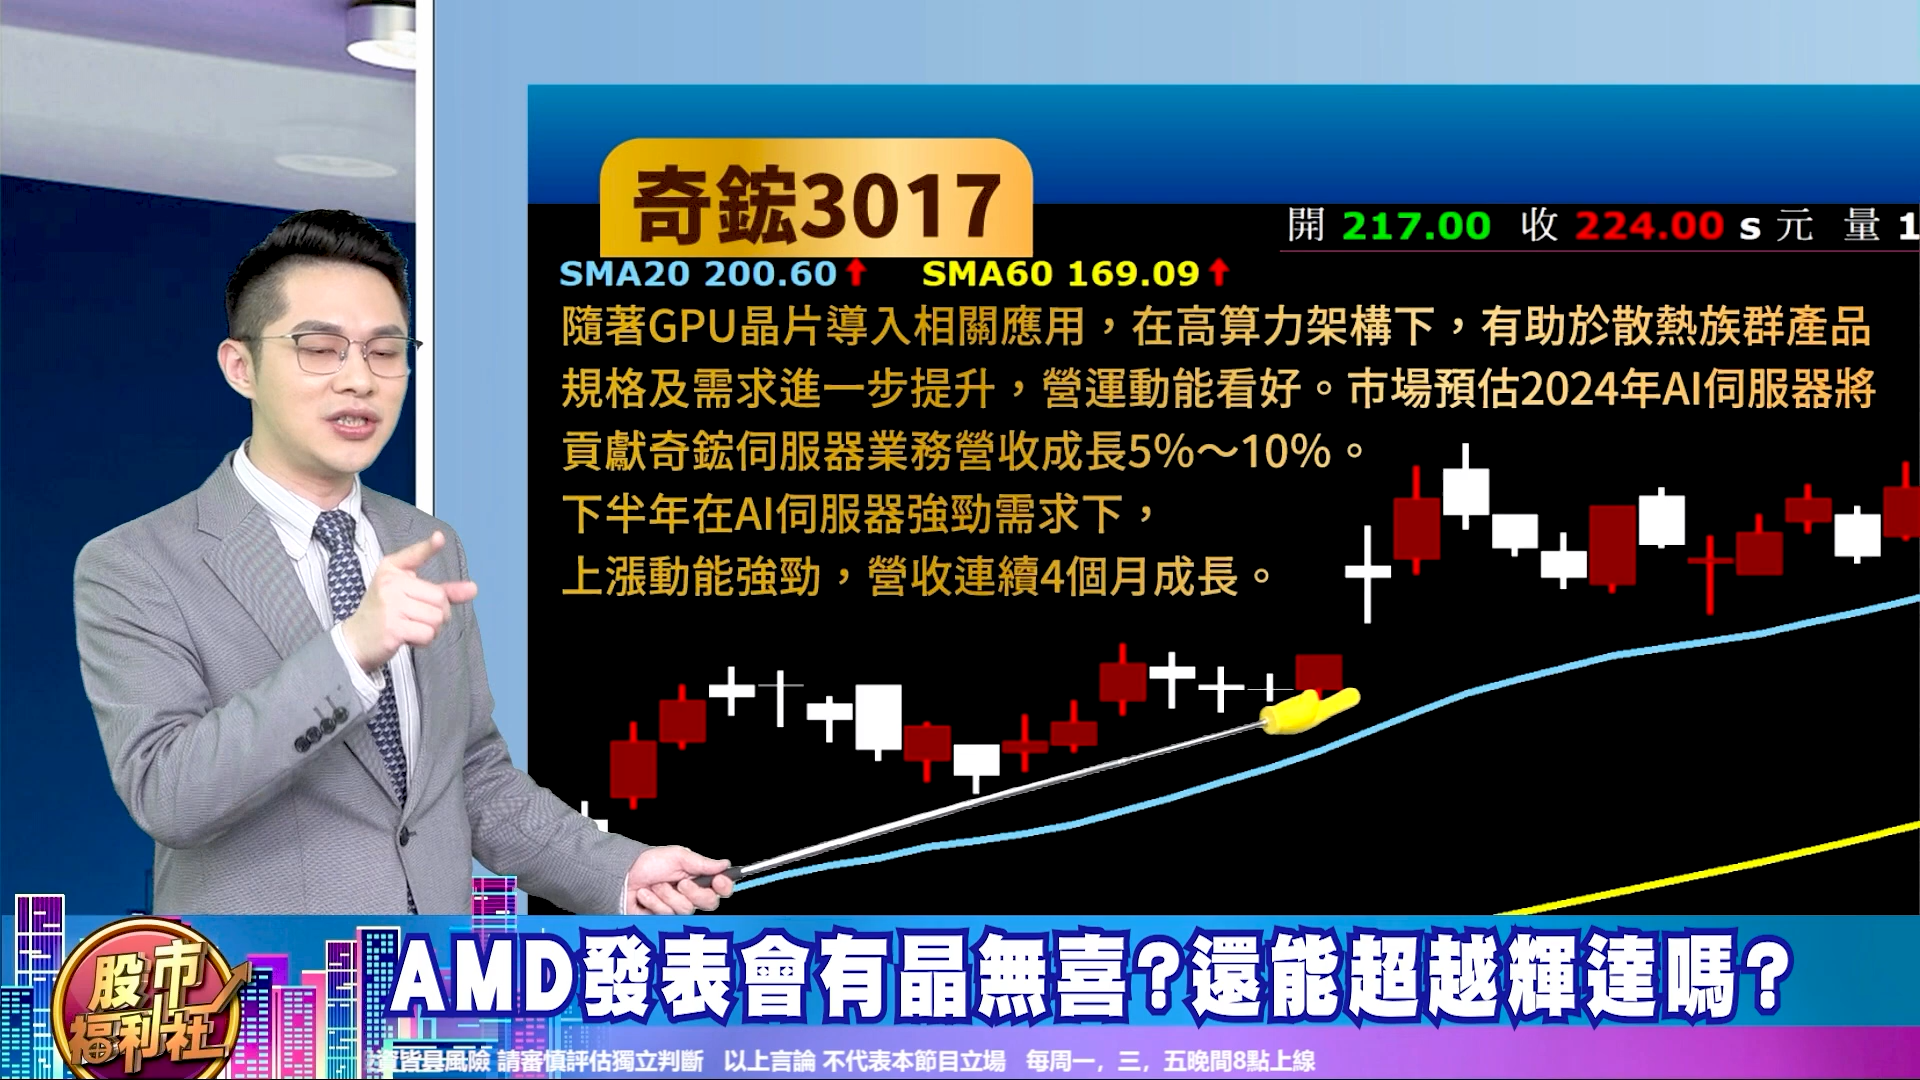 奇鋐3017
開 217.00 收 224.00 s 元 量 1
SMA20 200.60↑ SMA60 169.09↑
隨著GPU晶片導入相關應用，在高算力架構下，有助於散熱族群產品
規格及需求進一步提升，營運動能看好。市場預估2024年AI伺服器將
貢獻奇鋐伺服器業務營收成長5%～10%。
下半年在AI伺服器強勁需求下，
上漲動能強勁，營收連續4個月成長。
AMD發表會有晶無喜?還能超越輝達嗎?
股市
福利社
資皆具風險 請審慎評估獨立判斷 以上言論 不代表本節目立場 每周一，三，五晚間8點上線